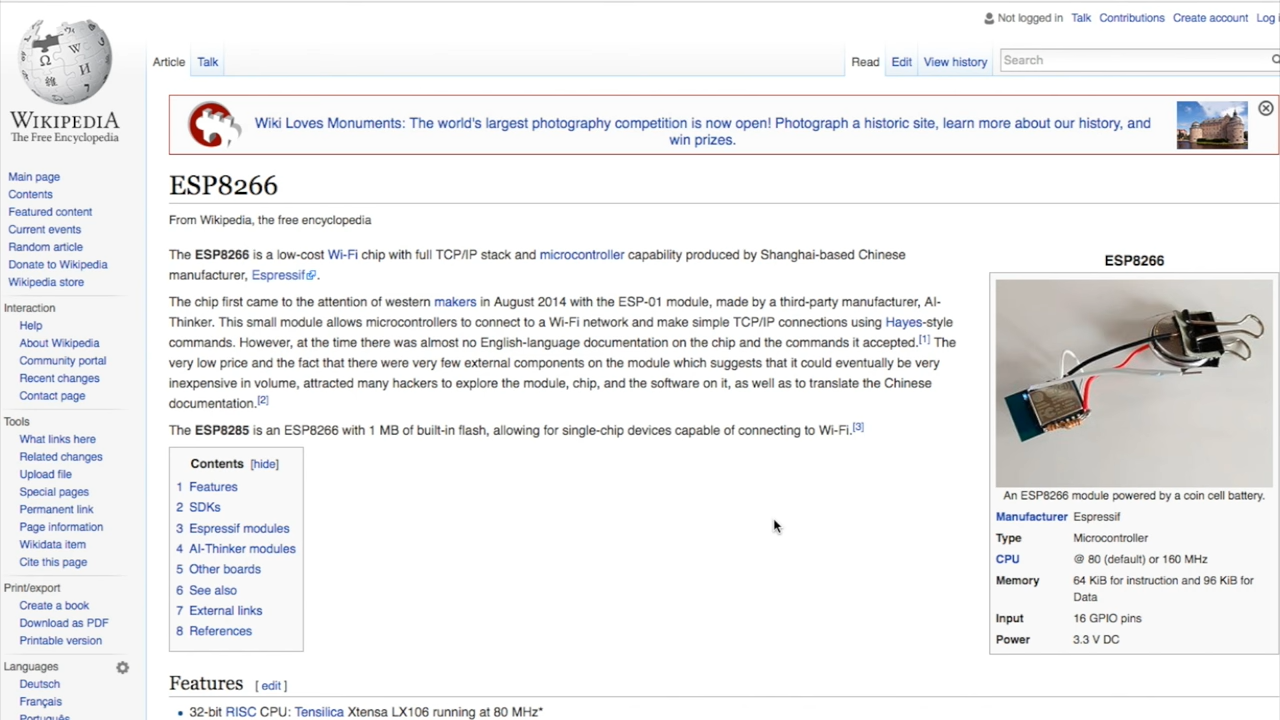 Not logged in Talk Contributions Create account Log
WIKIPEDIA
The Free Encyclopedia
Article Talk Read Edit View history Search
Wiki Loves Monuments: The world's largest photography competition is now open! Photograph a historic site, learn more about our history, and
win prizes.
Main page
Contents
Featured content
Current events
Random article
Donate to Wikipedia
Wikipedia store
Interaction
Help
About Wikipedia
Community portal
Recent changes
Contact page
Tools
What links here
Related changes
Upload file
Special pages
Permanent link
Page information
Wikidata item
Cite this page
Print/export
Create a book
Download as PDF
Printable version
Languages
Deutsch
Français
Português
ESP8266
From Wikipedia, the free encyclopedia
The ESP8266 is a low-cost Wi-Fi chip with full TCP/IP stack and microcontroller capability produced by Shanghai-based Chinese
manufacturer, Espressif.
The chip first came to the attention of western makers in August 2014 with the ESP-01 module, made by a third-party manufacturer, AI-
Thinker. This small module allows microcontrollers to connect to a Wi-Fi network and make simple TCP/IP connections using Hayes-style
commands. However, at the time there was almost no English-language documentation on the chip and the commands it accepted.[1] The
very low price and the fact that there were very few external components on the module which suggests that it could eventually be very
inexpensive in volume, attracted many hackers to explore the module, chip, and the software on it, as well as to translate the Chinese
documentation.[2]
The ESP8285 is an ESP8266 with 1 MB of built-in flash, allowing for single-chip devices capable of connecting to Wi-Fi.[3]
Contents [hide]
1 Features
2 SDKs
3 Espressif modules
4 AI-Thinker modules
5 Other boards
6 See also
7 External links
8 References
Features [ edit ]
• 32-bit RISC CPU: Tensilica Xtensa LX106 running at 80 MHz*
ESP8266
An ESP8266 module powered by a coin cell battery.
Manufacturer Espressif
Type Microcontroller
CPU @ 80 (default) or 160 MHz
Memory 64 KiB for instruction and 96 KiB for
Data
Input 16 GPIO pins
Power 3.3 V DC